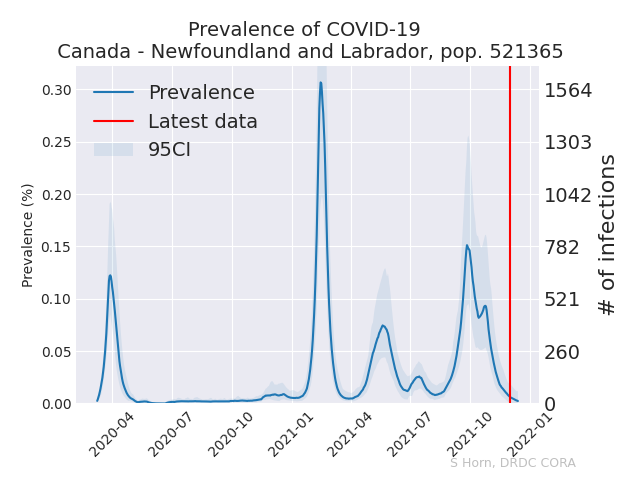 Prevalence of COVID-19
Canada - Newfoundland and Labrador, pop. 521365
Prevalence
Latest data
95CI
Prevalence (%)
0.30
0.25
0.20
0.15
0.10
0.05
0.00
1564
1303
1042
782
521
260
0
# of infections
2020-04
2020-07
2020-10
2021-01
2021-04
2021-07
2021-10
2022-01
S Horn, DRDC CORA